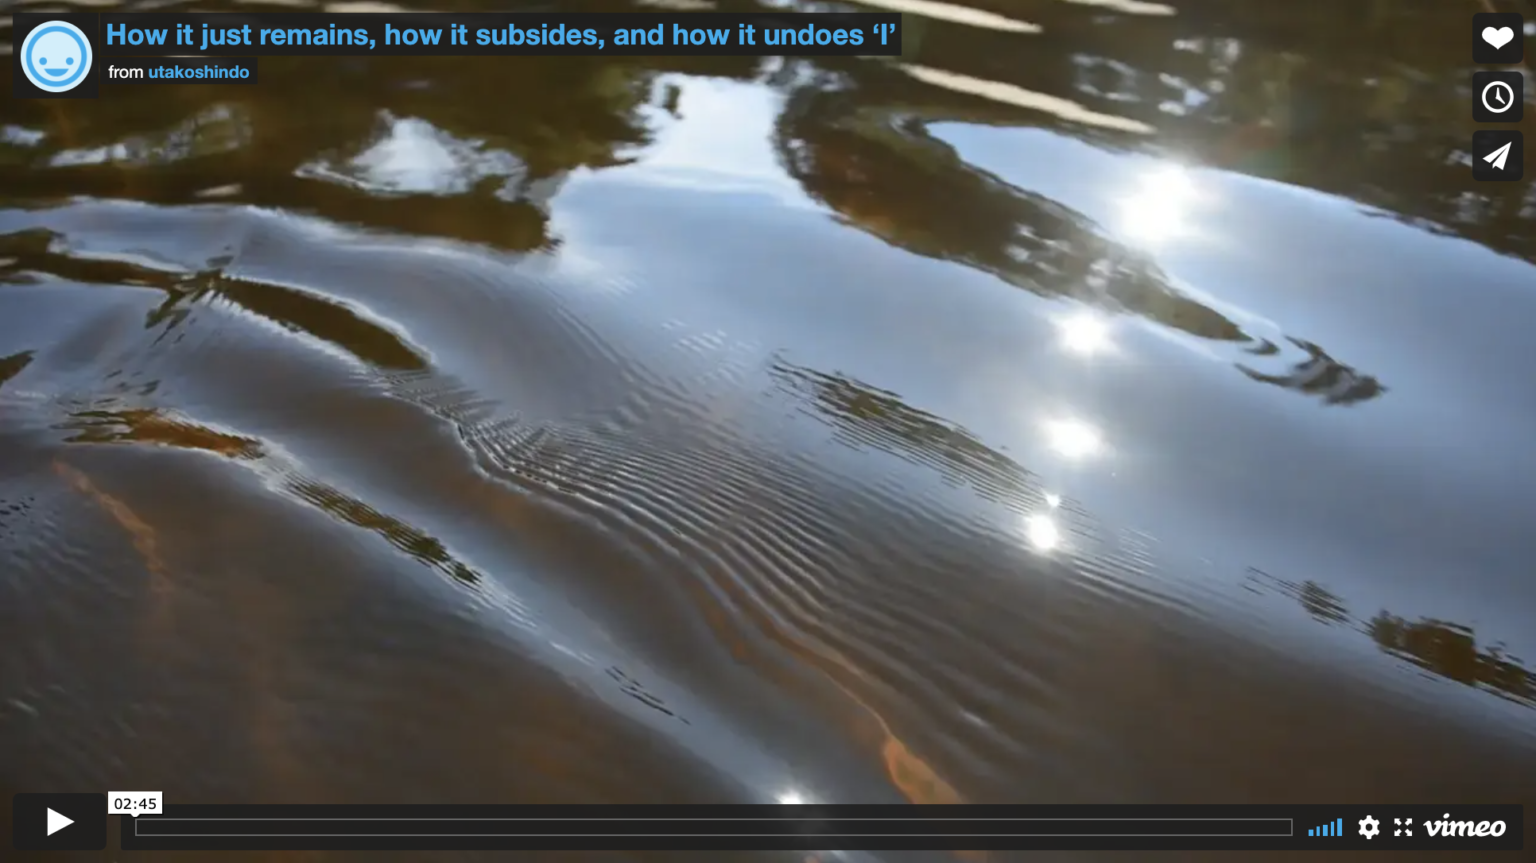 How it just remains, how it subsides, and how it undoes ‘I’
from utakoshindo
02:45
vimeo